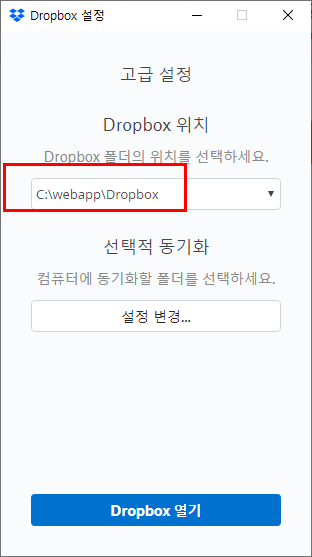 Dropbox 설정
고급 설정
Dropbox 위치
Dropbox 폴더의 위치를 선택하세요.
C:\webapp\Dropbox
선택적 동기화
컴퓨터에 동기화할 폴더를 선택하세요.
설정 변경...
Dropbox 열기